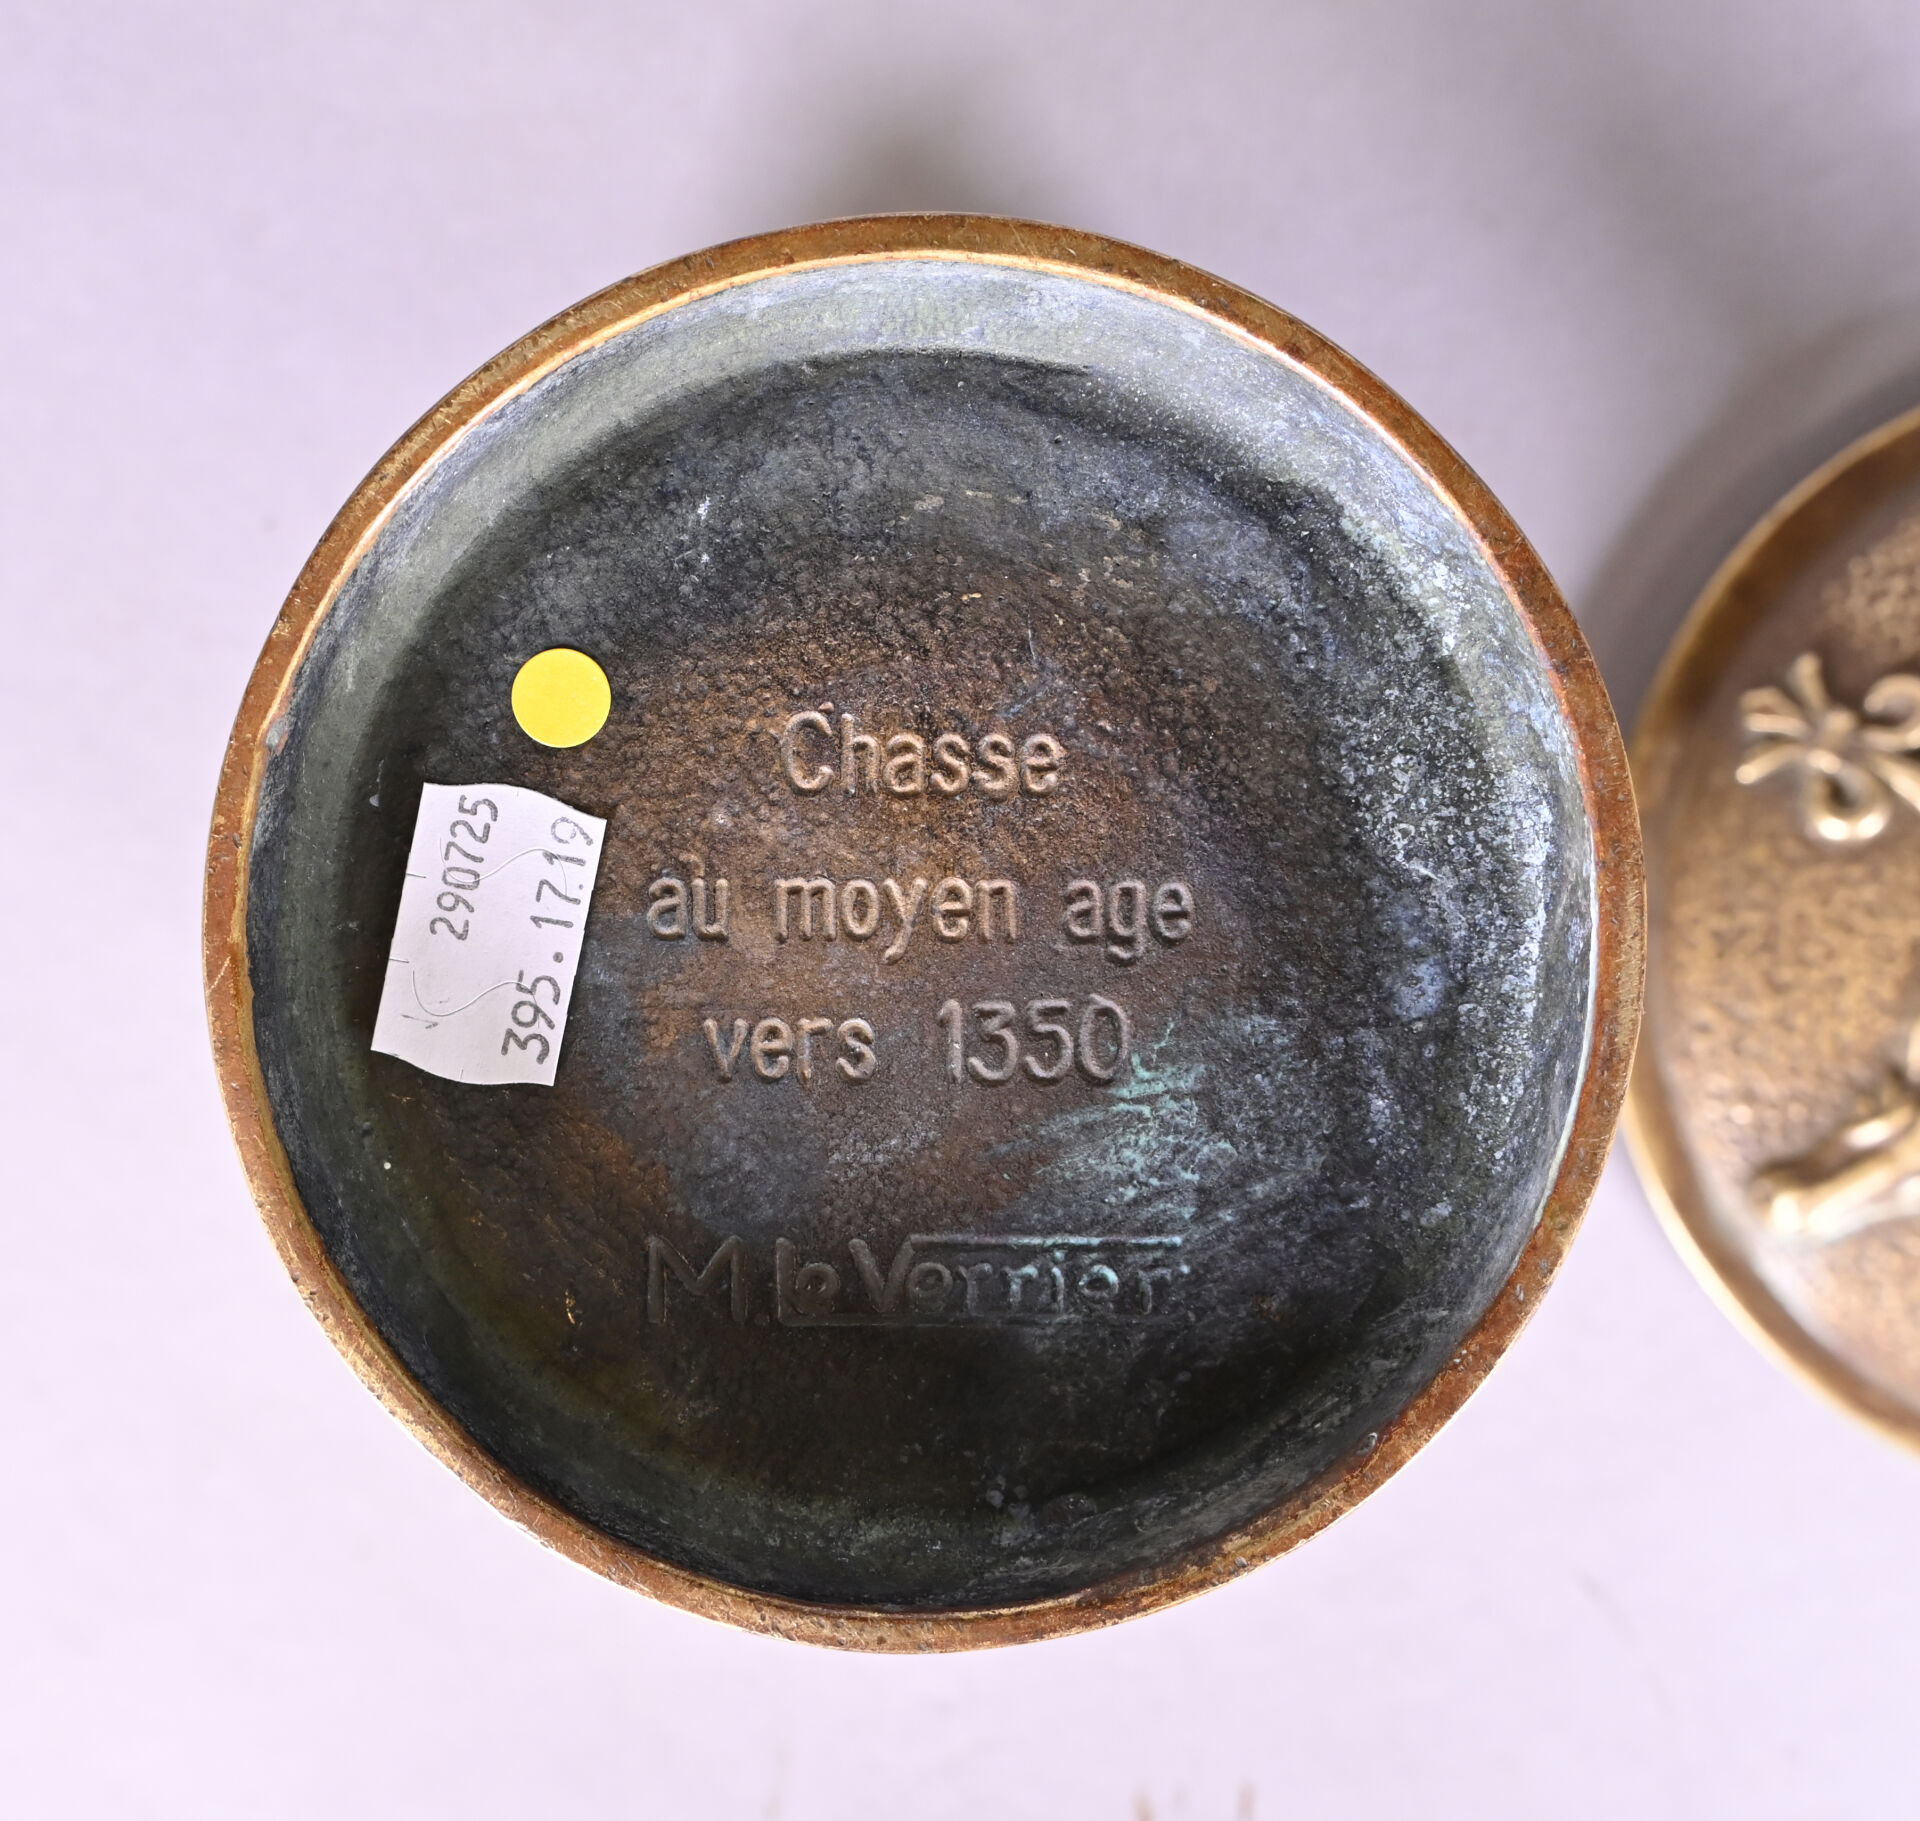 Chasse
au moyen age
vers 1350
M. Le Verrier
290725
395.17.19